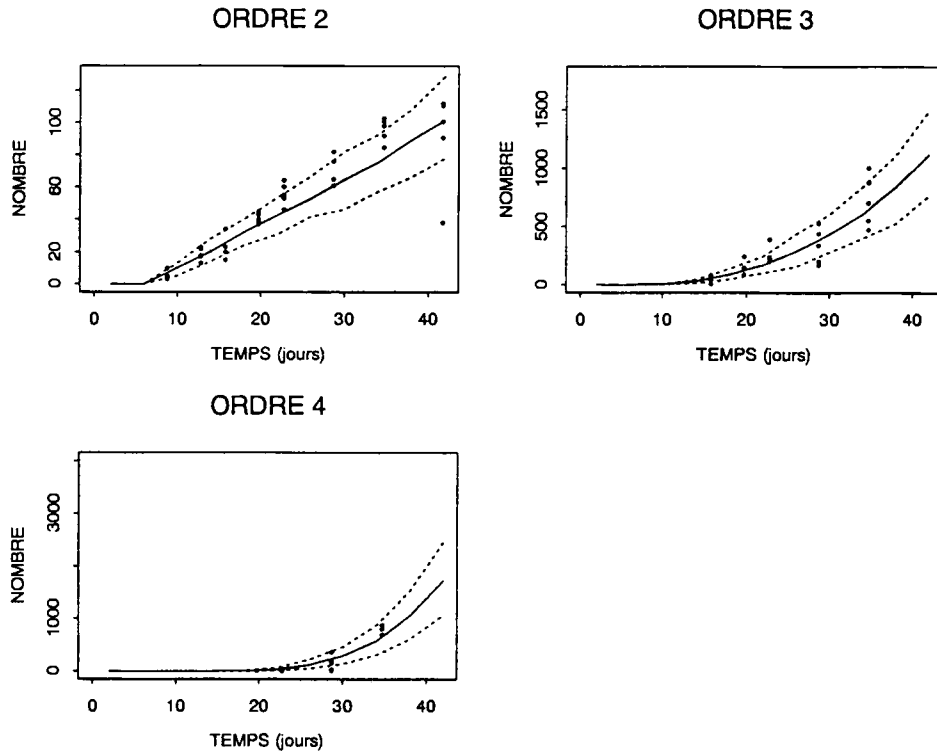 ORDRE 2
NOMBRE
100
60
20
0
0 10 20 30 40
TEMPS (jours)
ORDRE 3
NOMBRE
1500
1000
500
0
0 10 20 30 40
TEMPS (jours)
ORDRE 4
NOMBRE
3000
1000
0
0 10 20 30 40
TEMPS (jours)